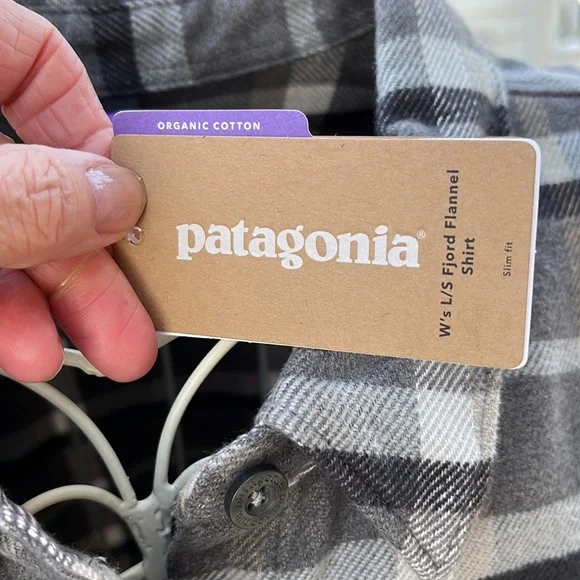 ORGANIC COTTON
patagonia®
W's L/S Fjord Flannel
Shirt
Slim fit